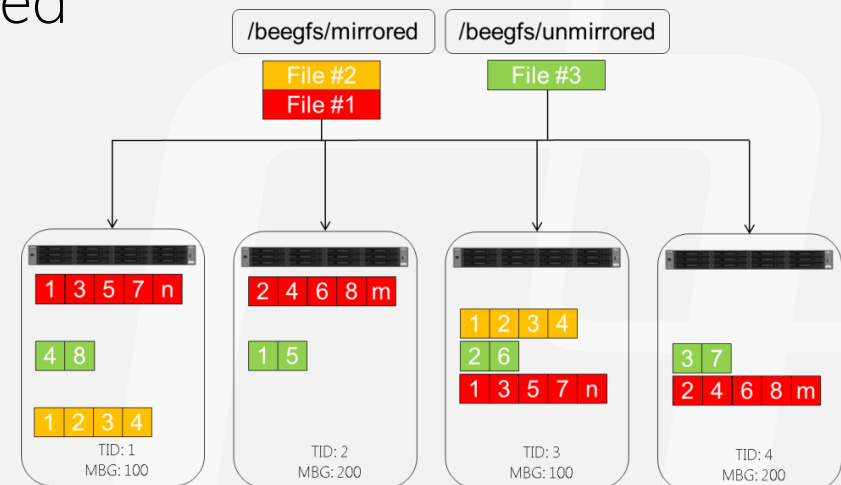 /beegfs/mirrored
/beegfs/unmirrored
File #2
File #1
File #3
1 3 5 7 n
4 8
1 2 3 4
TID: 1
MBG: 100
2 4 6 8 m
1 5
TID: 2
MBG: 200
1 2 3 4
2 6
1 3 5 7 n
TID: 3
MBG: 100
3 7
2 4 6 8 m
TID: 4
MBG: 200